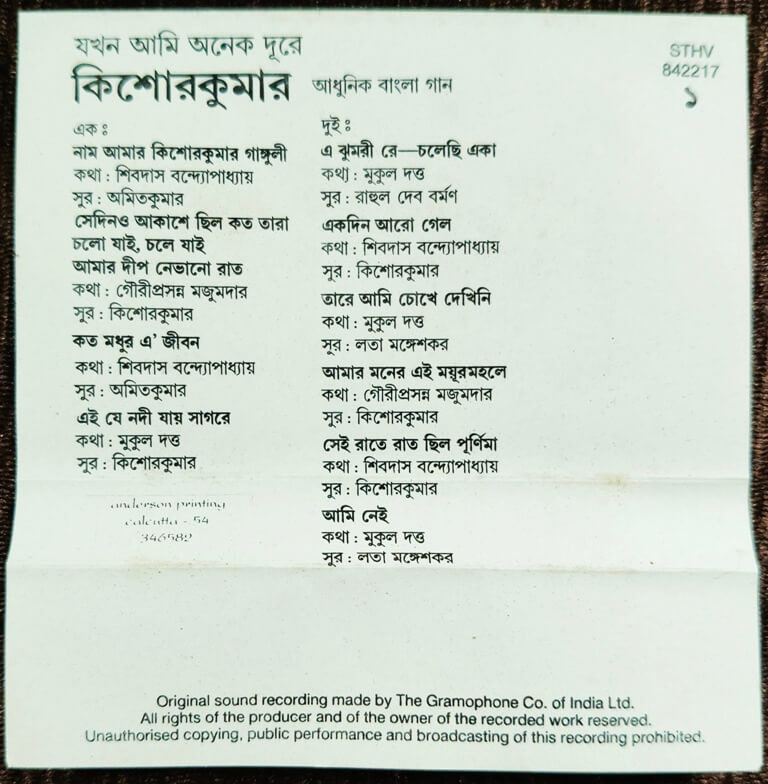 যখন আমি অনেক দূরে
কিশোরকুমার আধুনিক বাংলা গান
STHV
842217
১
এক ঃ
নাম আমার কিশোরকুমার গাঙ্গুলী
কথা : শিবদাস বন্দ্যোপাধ্যায়
সুর : অমিতকুমার
সেদিনও আকাশে ছিল কত তারা
চলো যাই, চলে যাই
আমার দীপ নেভানো রাত
কথা : গৌরীপ্রসন্ন মজুমদার
সুর : কিশোরকুমার
কত মধুর এ' জীবন
কথা : শিবদাস বন্দ্যোপাধ্যায়
সুর : অমিতকুমার
এই যে নদী যায় সাগরে
কথা : মুকুল দত্ত
সুর : কিশোরকুমার
anderson printing
calcutta - 54
346589
দুই ঃ
এ ঝুমরী রে—চলেছি একা
কথা : মুকুল দত্ত
সুর : রাহুল দেব বর্মণ
একদিন আরো গেল
কথা : শিবদাস বন্দ্যোপাধ্যায়
সুর : কিশোরকুমার
তারে আমি চোখে দেখিনি
কথা : মুকুল দত্ত
সুর : লতা মঙ্গেশকর
আমার মনের এই ময়ূরমহলে
কথা : গৌরীপ্রসন্ন মজুমদার
সুর : কিশোরকুমার
সেই রাতে রাত ছিল পূর্ণিমা
কথা : শিবদাস বন্দ্যোপাধ্যায়
সুর : কিশোরকুমার
আমি নেই
কথা : মুকুল দত্ত
সুর : লতা মঙ্গেশকর
Original sound recording made by The Gramophone Co. of India Ltd.
All rights of the producer and of the owner of the recorded work reserved.
Unauthorised copying, public performance and broadcasting of this recording prohibited.